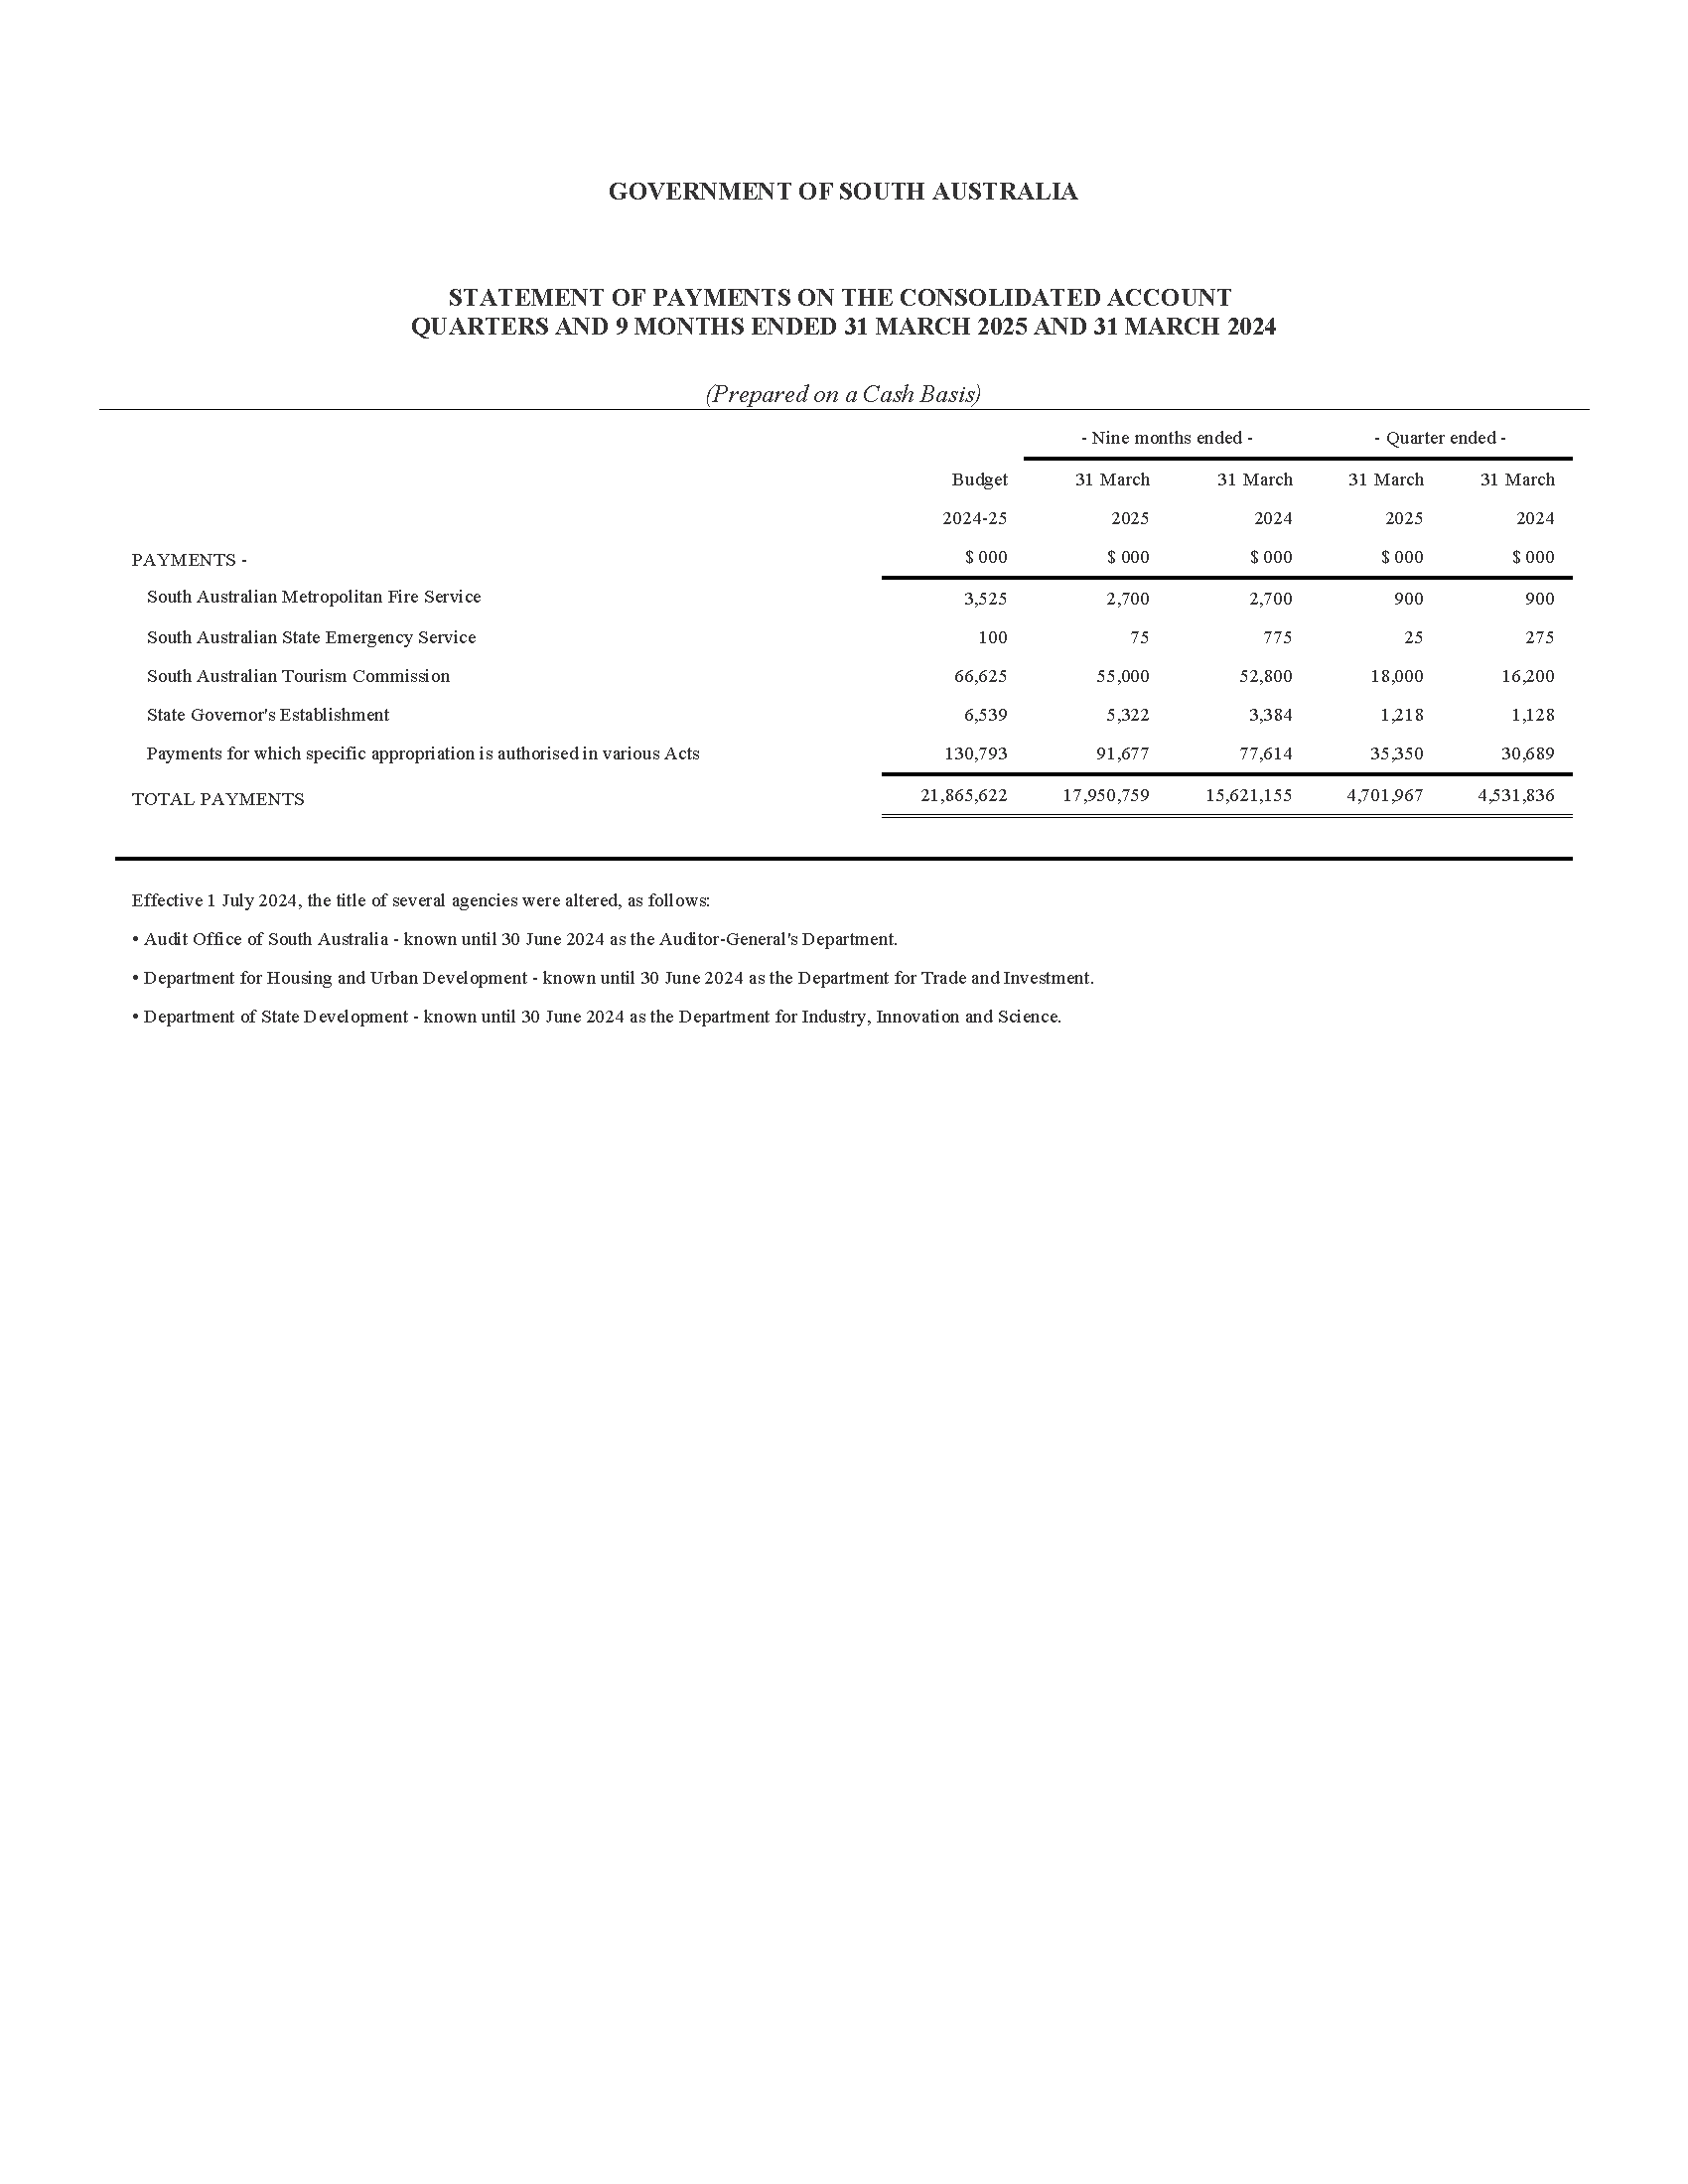 GOVERNMENT OF SOUTH AUSTRALIA
STATEMENT OF PAYMENTS ON THE CONSOLIDATED ACCOUNT
QUARTERS AND 9 MONTHS ENDED 31 MARCH 2025 AND 31 MARCH 2024
(Prepared on a Cash Basis)
- Nine months ended - - Quarter ended -
Budget 31 March 31 March 31 March 31 March
2024-25 2025 2024 2025 2024
PAYMENTS - $ 000 $ 000 $ 000 $ 000 $ 000
South Australian Metropolitan Fire Service 3,525 2,700 2,700 900 900
South Australian State Emergency Service 100 75 775 25 275
South Australian Tourism Commission 66,625 55,000 52,800 18,000 16,200
State Governor's Establishment 6,539 5,322 3,384 1,218 1,128
Payments for which specific appropriation is authorised in various Acts 130,793 91,677 77,614 35,350 30,689
TOTAL PAYMENTS 21,865,622 17,950,759 15,621,155 4,701,967 4,531,836
Effective 1 July 2024, the title of several agencies were altered, as follows:
• Audit Office of South Australia - known until 30 June 2024 as the Auditor-General's Department.
• Department for Housing and Urban Development - known until 30 June 2024 as the Department for Trade and Investment.
• Department of State Development - known until 30 June 2024 as the Department for Industry, Innovation and Science.